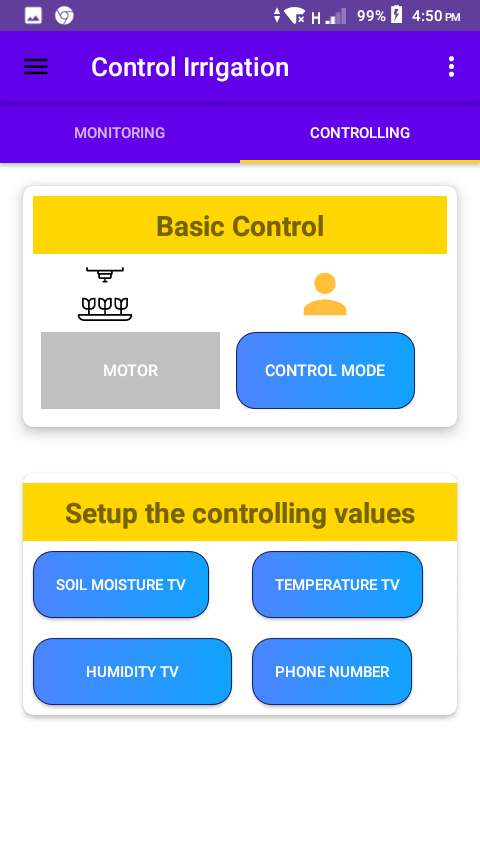 H 99% 4:50 PM
Control Irrigation
MONITORING CONTROLLING
Basic Control
MOTOR CONTROL MODE
Setup the controlling values
SOIL MOISTURE TV TEMPERATURE TV
HUMIDITY TV PHONE NUMBER